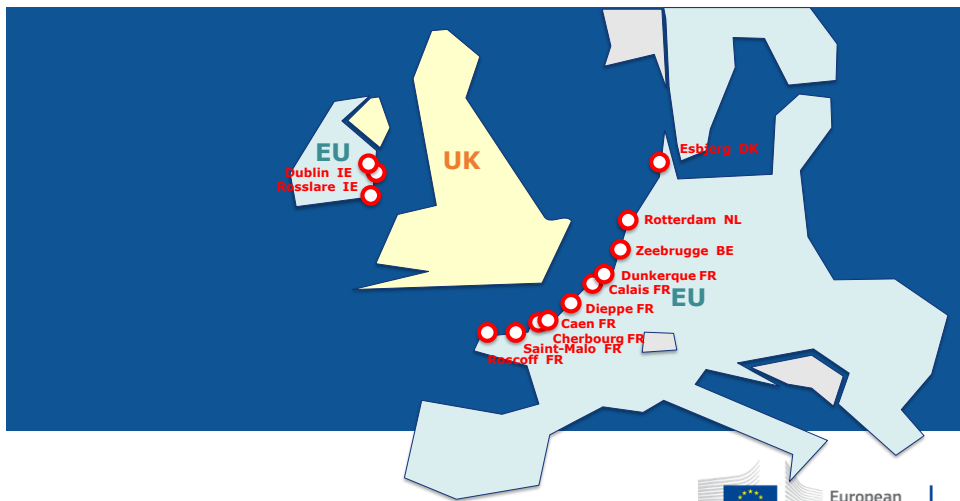 Esbjerg DK
EU
UK
Dublin IE
Rosslare IE
Rotterdam NL
Zeebrugge BE
Dunkerque FR
Calais FR
EU
Dieppe FR
Caen FR
Cherbourg FR
Saint-Malo FR
Roscoff FR
European